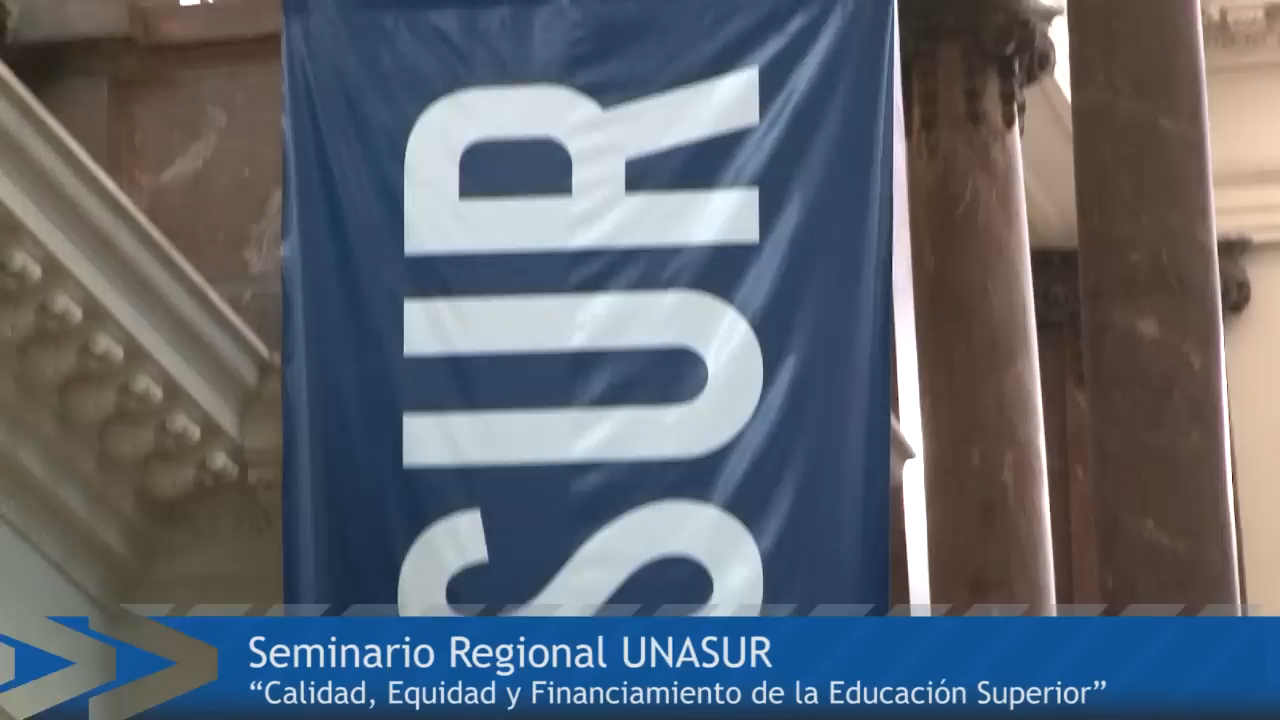 SUR
Seminario Regional UNASUR
“Calidad, Equidad y Financiamiento de la Educación Superior”